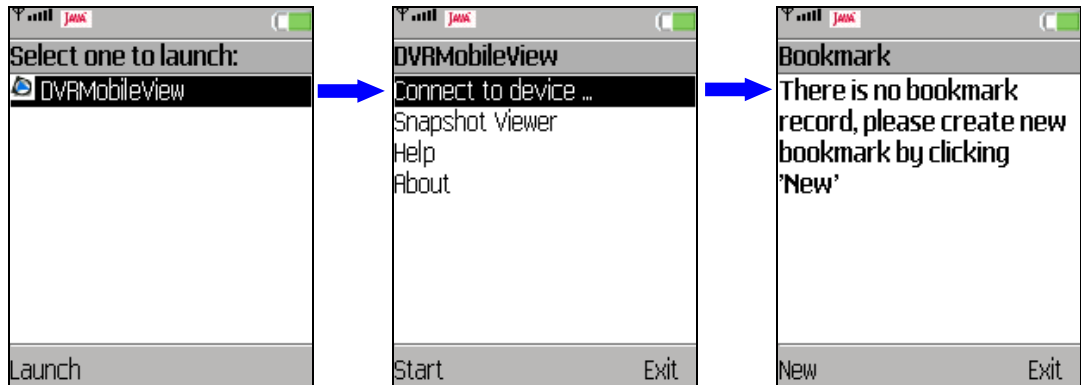 JAVA
Select one to launch:
DVRMobileView
Launch
JAVA
DVRMobileView
Connect to device ...
Snapshot Viewer
Help
About
Start Exit
JAVA
Bookmark
There is no bookmark
record, please create new
bookmark by clicking
'New'
New Exit